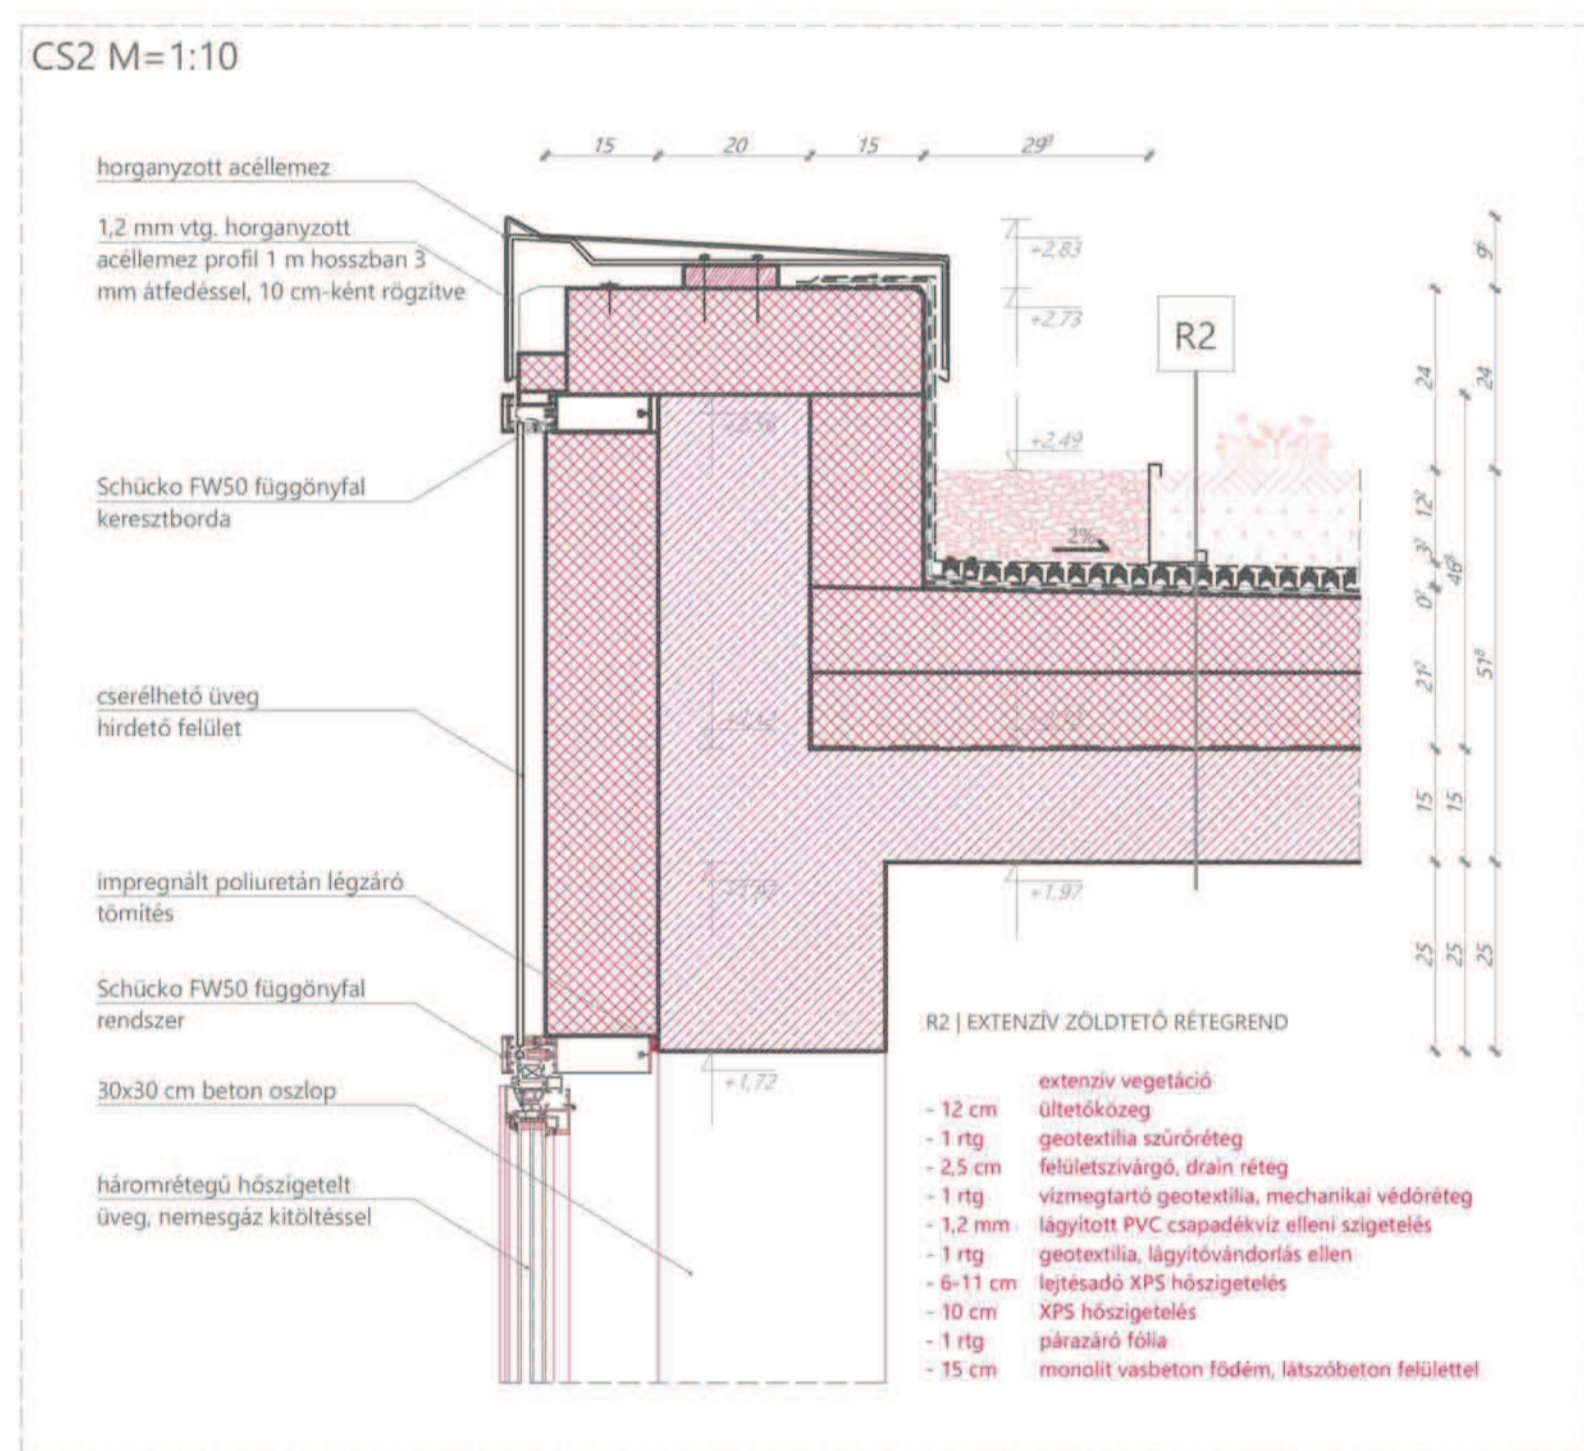 CS2 M=1:10
15 20 15 29⁹
horganyzott acéllemez
1,2 mm vtg. horganyzott
acéllemez profil 1 m hosszban 3
mm átfedéssel, 10 cm-ként rögzítve
Schücko FW50 függönyfal
keresztborda
cserélhető üveg
hirdető felület
impregnált poliuretán légzáró
tömítés
Schücko FW50 függönyfal
rendszer
30x30 cm beton oszlop
háromrétegű hőszigetelt
üveg, nemesgáz kitöltéssel
+2,83
+2,73
R2
+2,49
2%
+1,97
+1,72
24
24
46⁸
51⁸
15
15
25
25
25
R2 | EXTENZÍV ZÖLDTETŐ RÉTEGREND
extenzív vegetáció
- 12 cm ültetőközeg
- 1 rtg geotextília szűrőréteg
- 2,5 cm felületszivárgó, drain réteg
- 1 rtg vízmegtartó geotextília, mechanikai védőréteg
- 1,2 mm lágyított PVC csapadékvíz elleni szigetelés
- 1 rtg geotextília, lágyítóvándorlás ellen
- 6-11 cm lejtésadó XPS hőszigetelés
- 10 cm XPS hőszigetelés
- 1 rtg párazáró fólia
- 15 cm monolit vasbeton födém, látszóbeton felülettel